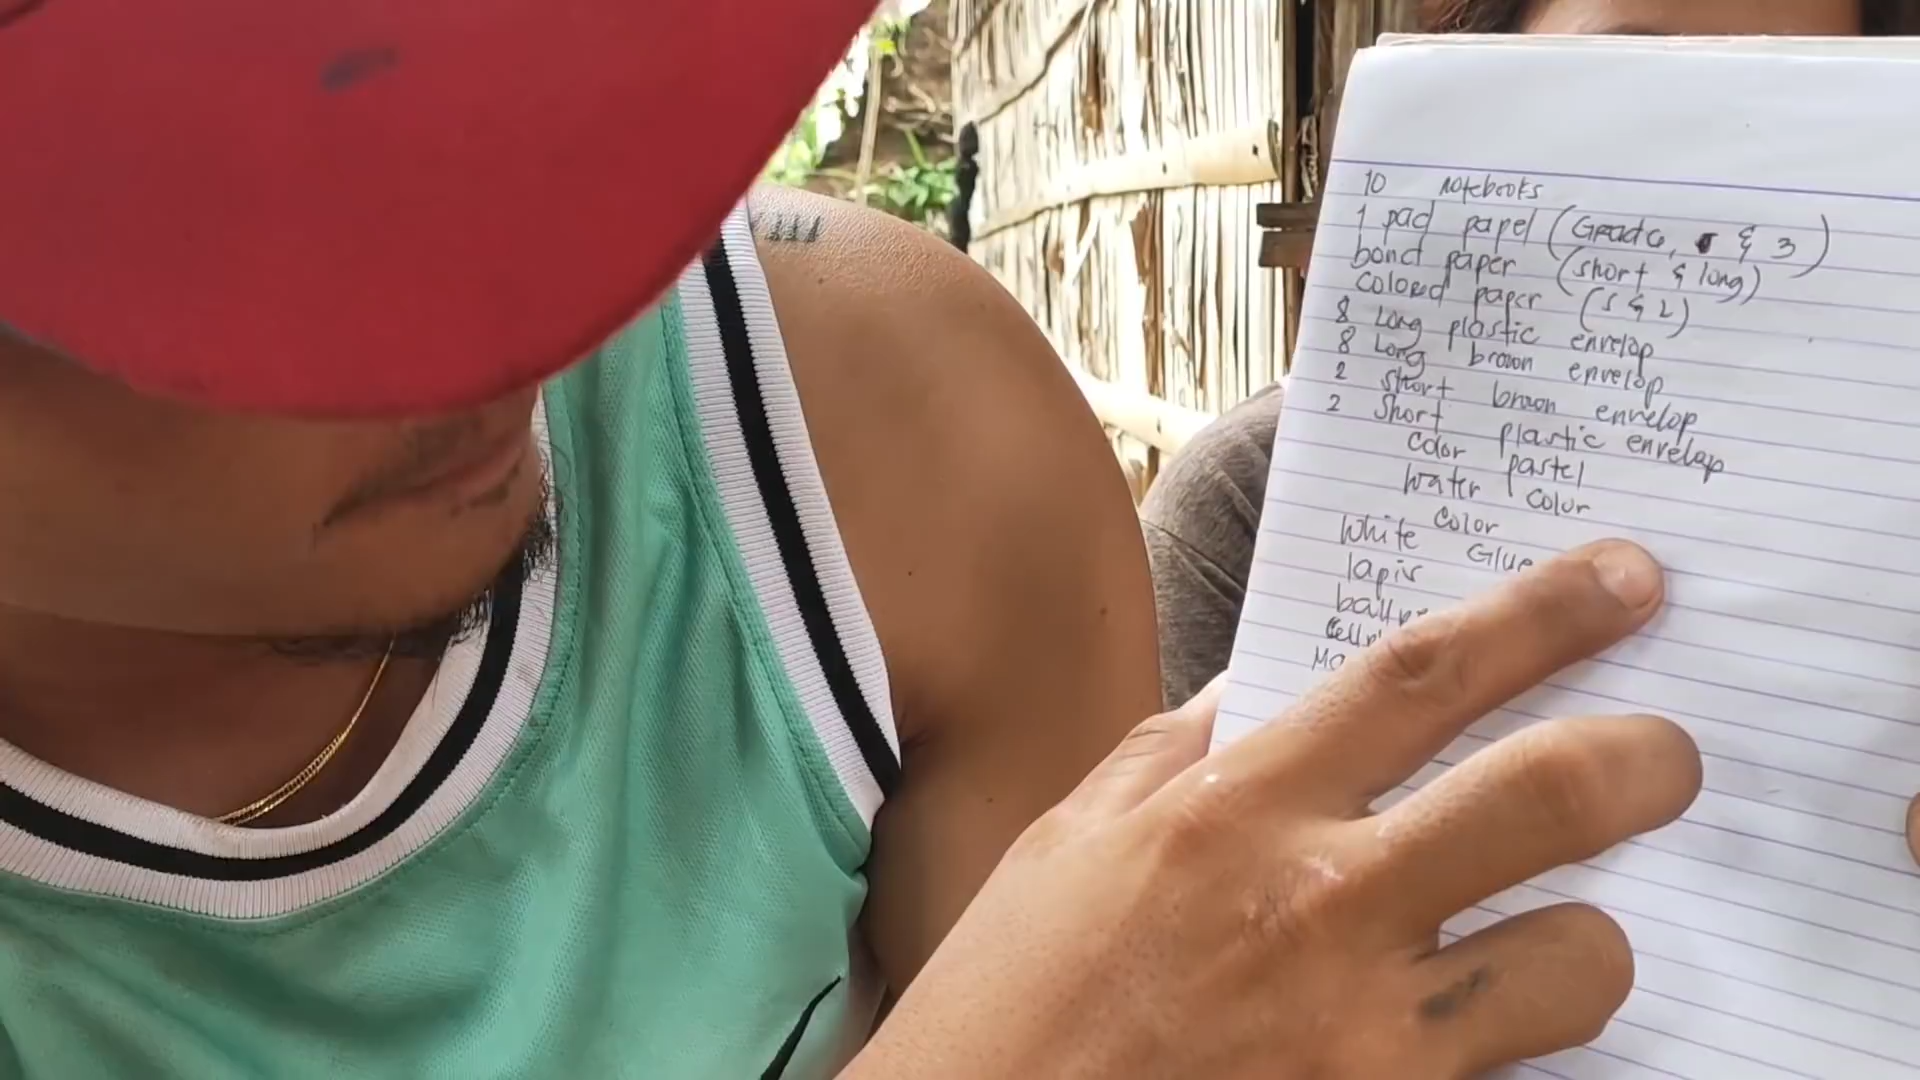 10 notebooks
1 pad papel (Grade 6, & 3)
bond paper (short & long)
colored paper (S & L)
8 Long plastic envelop
8 Long brown envelop
2 short brown envelop
2 Short plastic envelop
color pastel
water color
color
White Glue
lapis